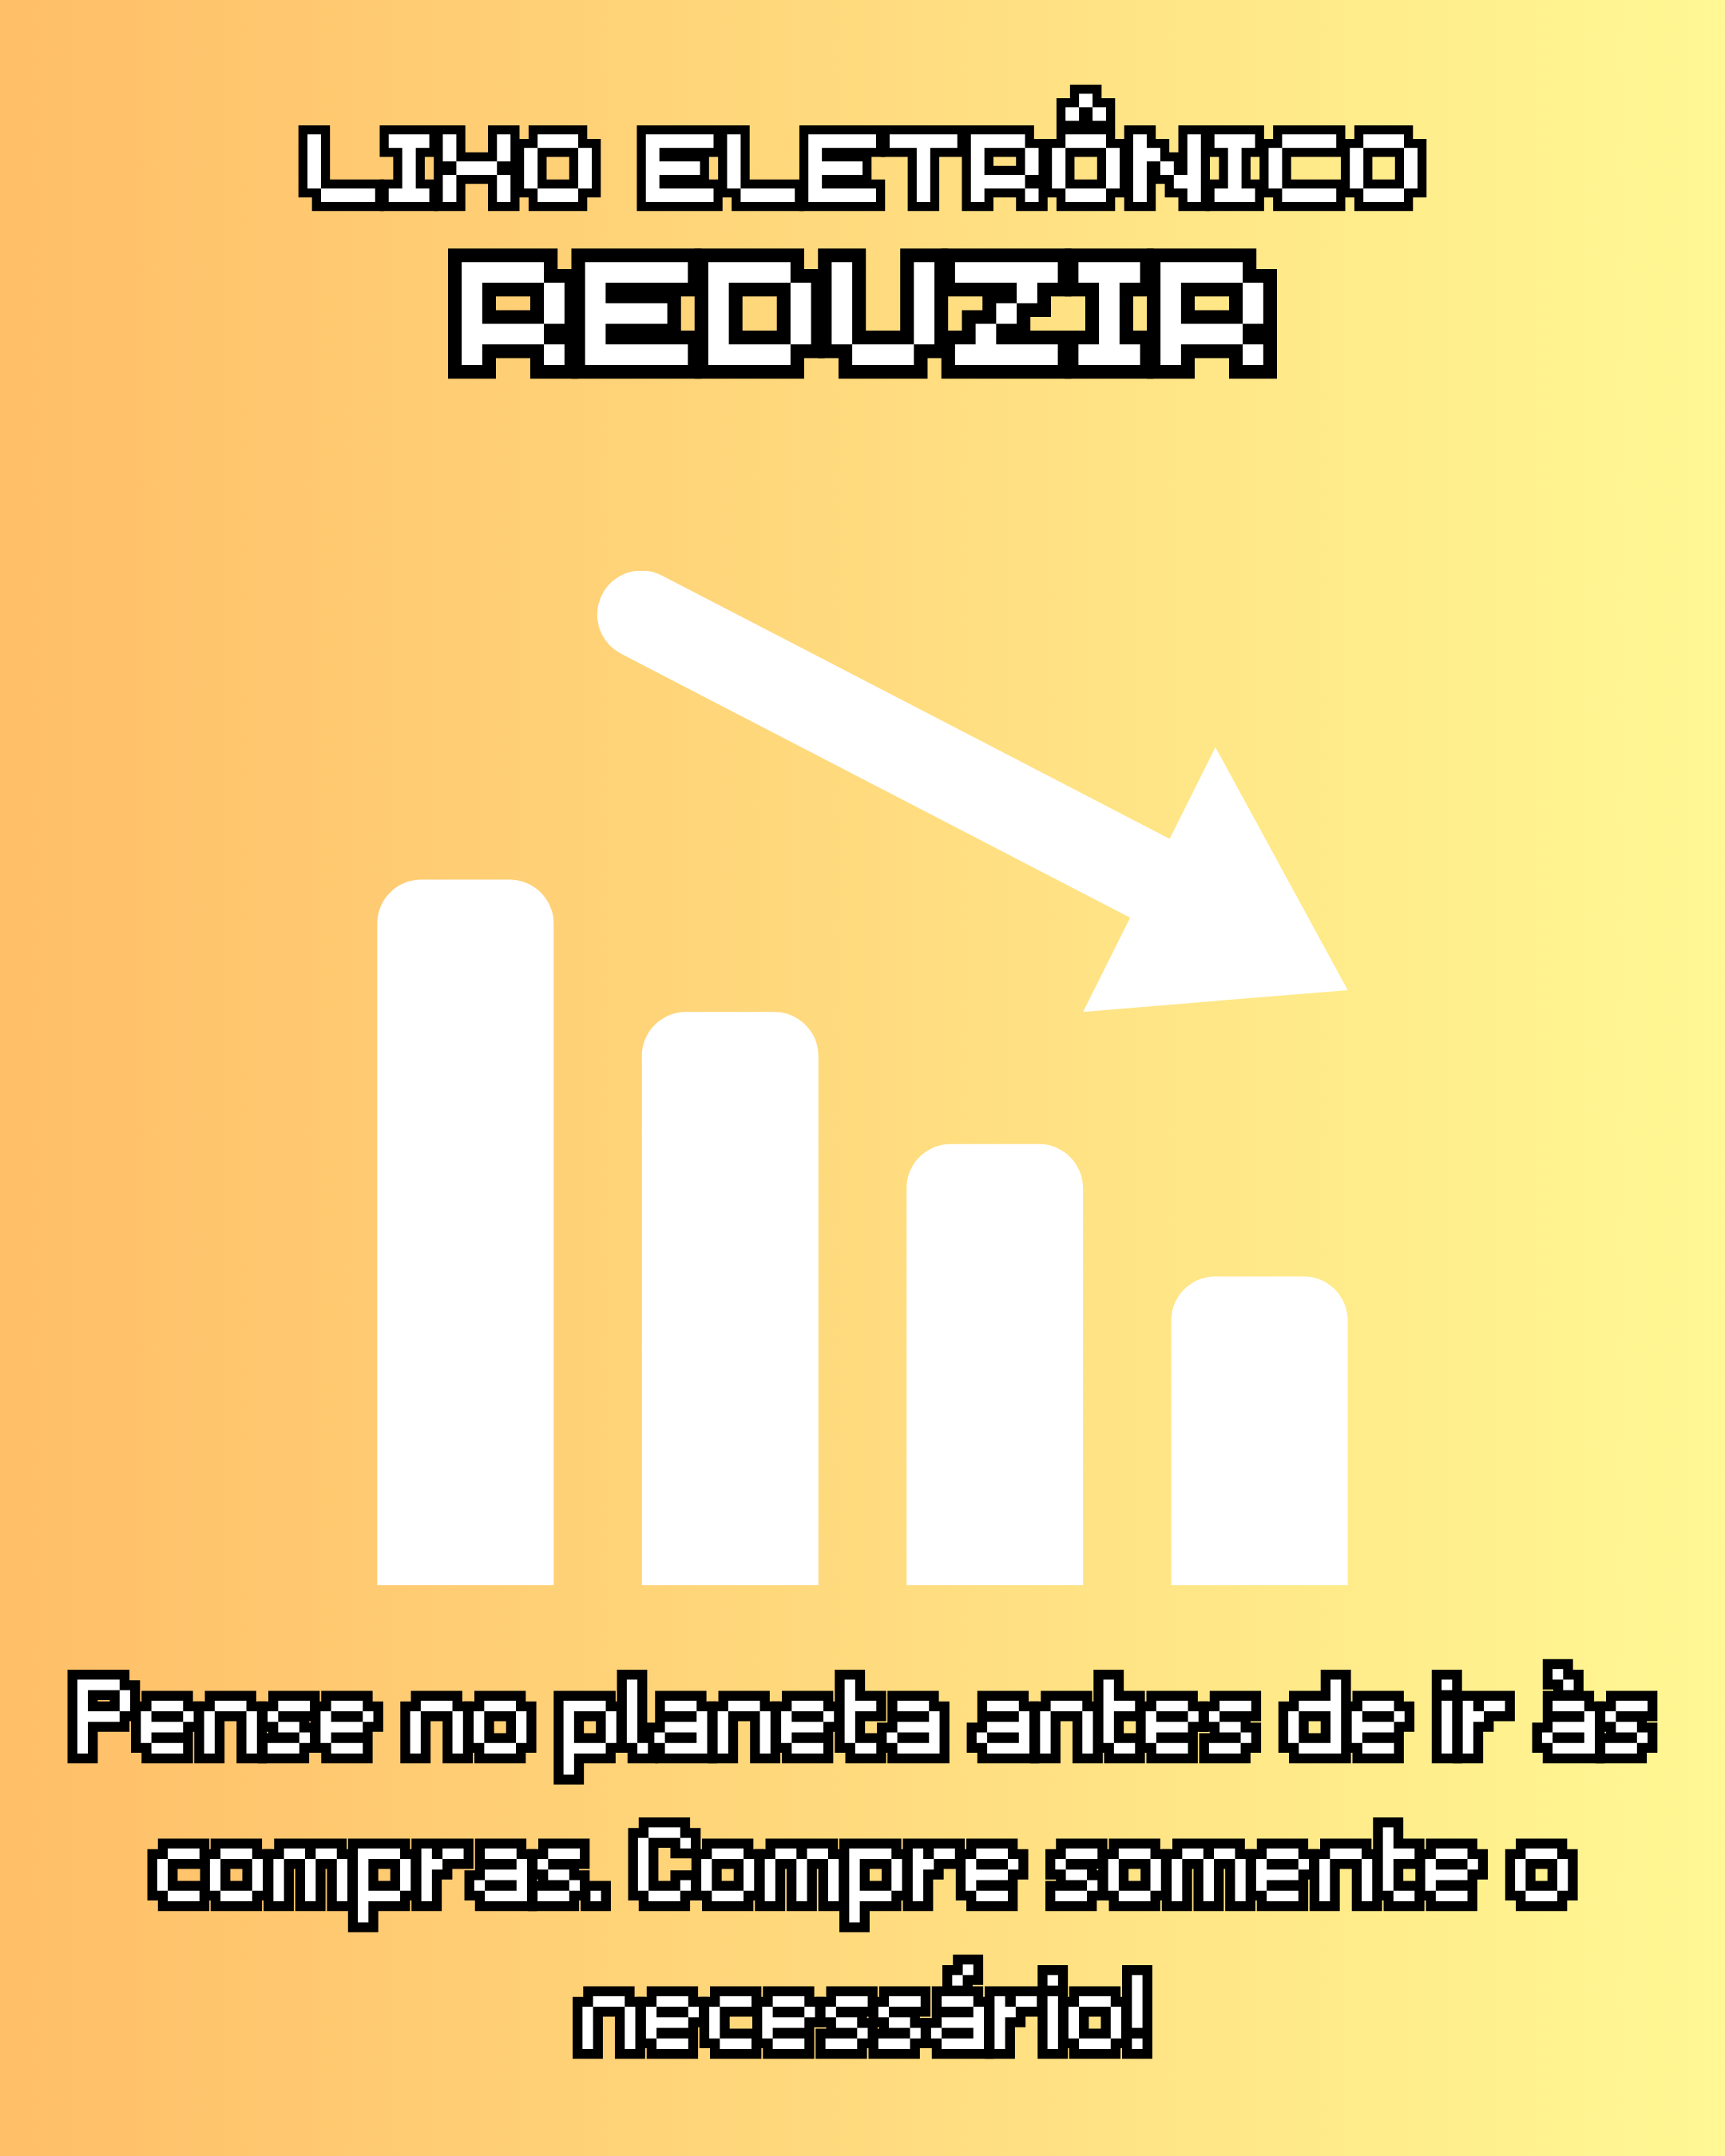 LIXO ELETRÔNICO
REDUZIR
Pense no planeta antes de ir às
compras. Compre somente o
necessário!